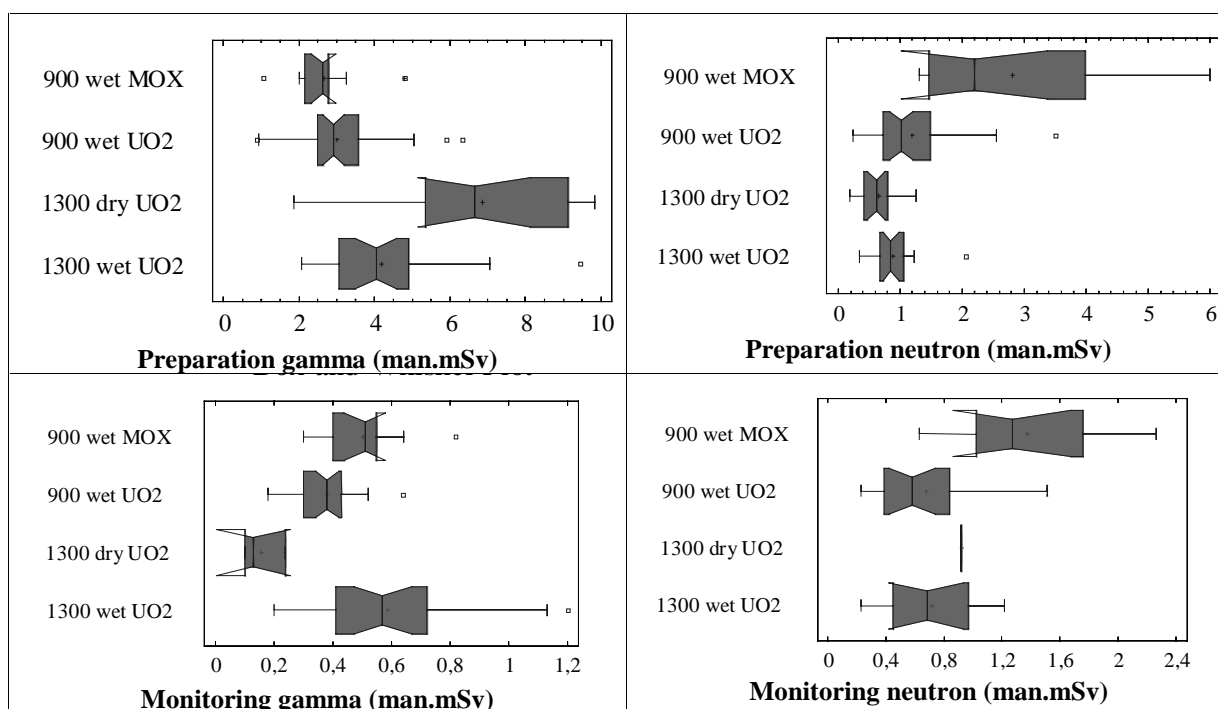 900 wet MOX
900 wet UO2
1300 dry UO2
1300 wet UO2
0 2 4 6 8 10
Preparation gamma (man.mSv)
900 wet MOX
900 wet UO2
1300 dry UO2
1300 wet UO2
0 1 2 3 4 5 6
Preparation neutron (man.mSv)
900 wet MOX
900 wet UO2
1300 dry UO2
1300 wet UO2
0 0,2 0,4 0,6 0,8 1 1,2
Monitoring gamma (man.mSv)
900 wet MOX
900 wet UO2
1300 dry UO2
1300 wet UO2
0 0,4 0,8 1,2 1,6 2 2,4
Monitoring neutron (man.mSv)